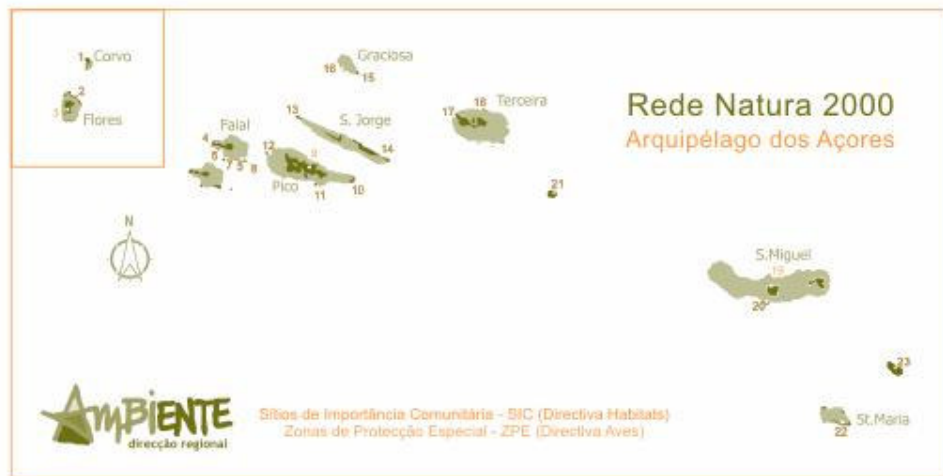 1 Corvo
2
3
Flores
Graciosa
16
15
13
S. Jorge
14
18
17
Terceira
Rede Natura 2000
Arquipélago dos Açores
Faial
4
6
7
5
8
12
9
Pico
11
10
21
N
S.Miguel
19
20
23
St.Maria
22
AMBIENTE
direcção regional
Sítios de Importância Comunitária - SIC (Directiva Habitats)
Zonas de Protecção Especial - ZPE (Directiva Aves)